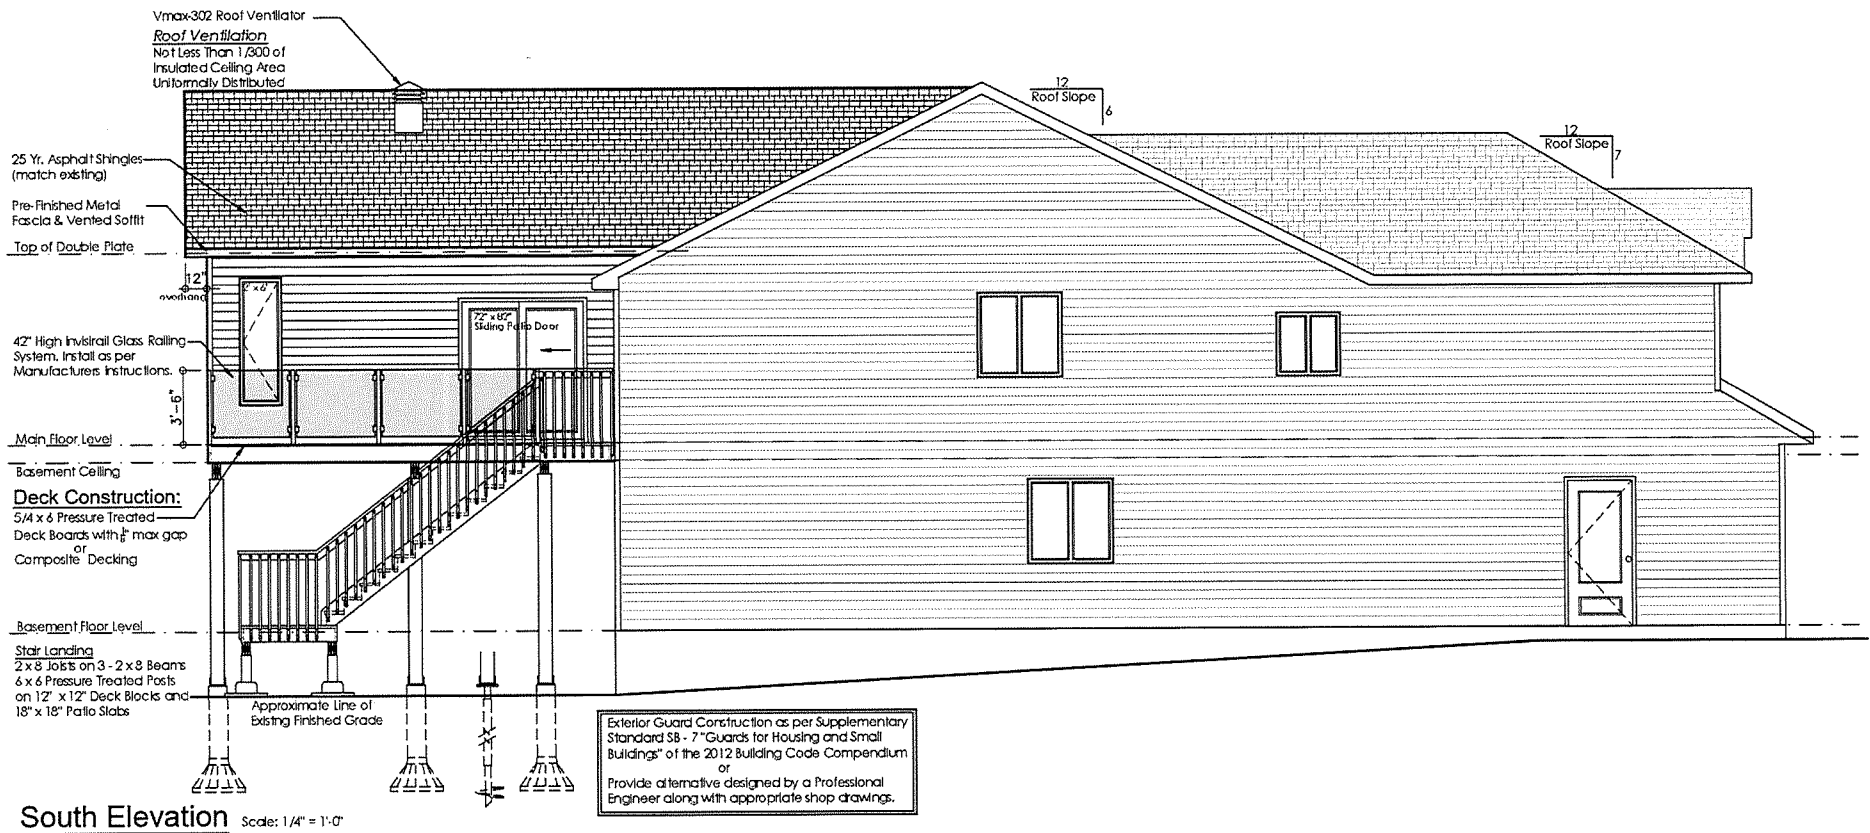 Vmax-302 Roof Ventilator
Roof Ventilation
Not Less Than 1/300 of
Insulated Ceiling Area
Uniformally Distributed
12
Roof Slope
6
12
Roof Slope
7
25 Yr. Asphalt Shingles
(match existing)
Pre-Finished Metal
Fascia & Vented Soffit
Top of Double Plate
12"
overhang
2' x 6'
72" x 82"
Sliding Patio Door
42" High Invisirail Glass Railing
System. Install as per
Manufacturers Instructions.
3'-6"
Main Floor Level
Basement Ceiling
Deck Construction:
5/4 x 6 Pressure Treated
Deck Boards with max gap
or
Composite Decking
Basement Floor Level
Stair Landing
2 x 8 Joists on 3 - 2 x 8 Beams
6 x 6 Pressure Treated Posts
on 12" x 12" Deck Blocks and
18" x 18" Patio Slabs
Approximate Line of
Existng Finished Grade
Exterior Guard Construction as per Supplementary
Standard SB - 7 "Guards for Housing and Small
Buildings" of the 2012 Building Code Compendium
or
Provide alternative designed by a Professional
Engineer along with appropriate shop drawings.
South Elevation Scale: 1/4" = 1'-0"